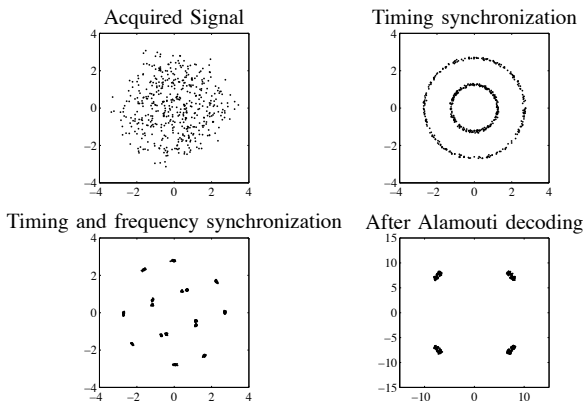 Acquired Signal
4
2
0
−2
−4
−4 −2 0 2 4
Timing synchronization
4
2
0
−2
−4
−4 −2 0 2 4
Timing and frequency synchronization
4
2
0
−2
−4
−4 −2 0 2 4
After Alamouti decoding
15
10
5
0
−5
−10
−15
−10 0 10